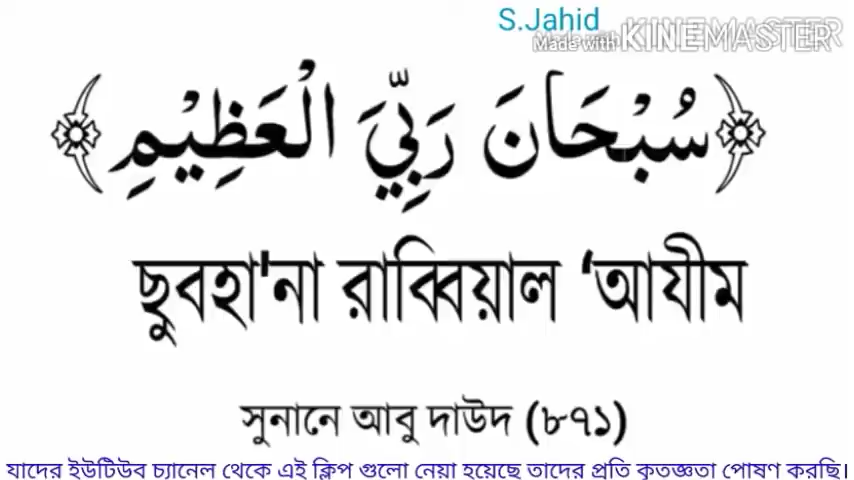 S.Jahid
Made with KINEMASTER
﴿سُبْحَانَ رَبِّيَ الْعَظِيْمِ﴾
ছুবহা'না রাব্বিয়াল ‘আযীম
সুনানে আবু দাউদ (৮৭১)
যাদের ইউটিউব চ্যানেল থেকে এই ক্লিপ গুলো নেয়া হয়েছে তাদের প্রতি কৃতজ্ঞতা পোষণ করছি।